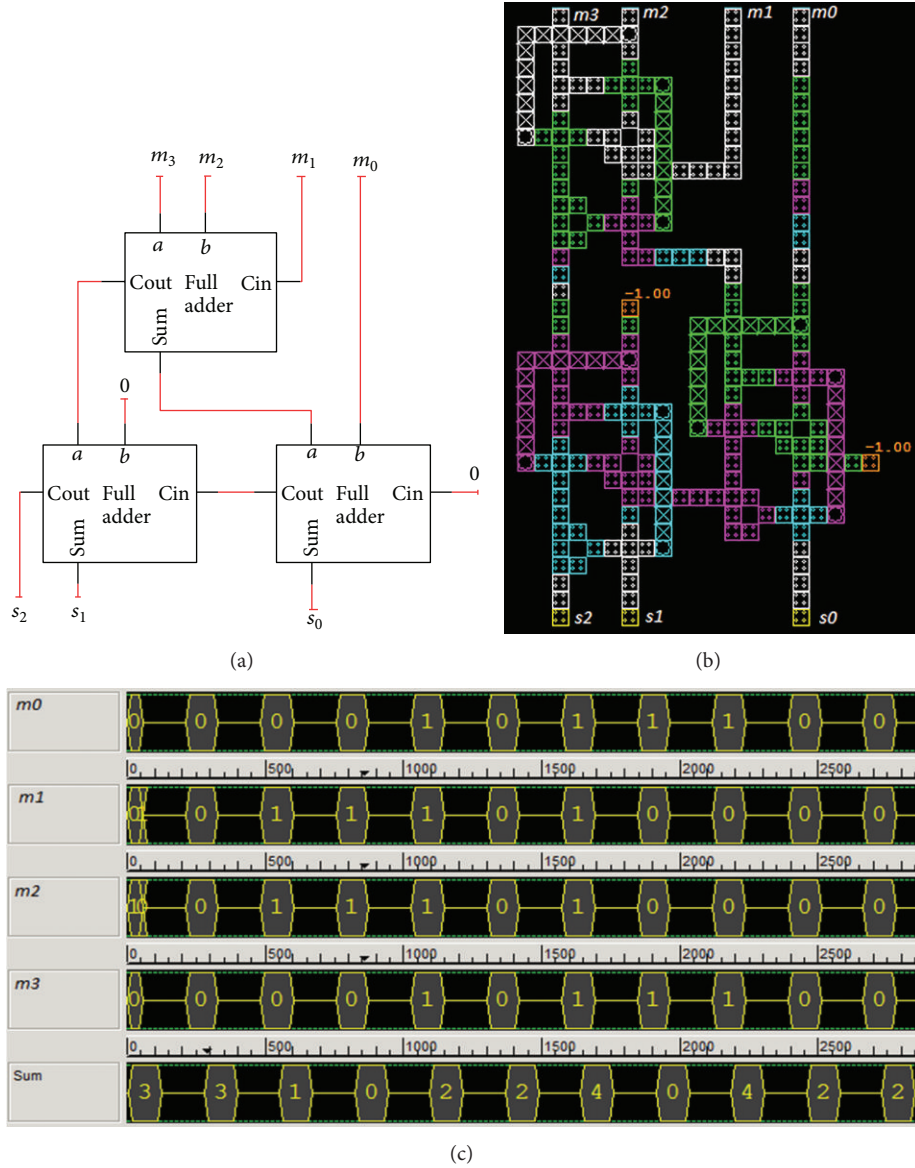 m3 m2 m1 m0
a b
Cout Full adder Cin
Sum
0
a b
Cout Full adder Cin
Sum
a b
Cout Full adder Cin
Sum
0
s2 s1 s0
(a)
m3 m2 m1 m0
-1.00
-1.00
s2 s1 s0
(b)
m0
0 0 0 0 1 0 1 1 1 0 0
0 500 1000 1500 2000 2500
m1
0 1 0 1 1 1 0 1 0 0 0 0
0 500 1000 1500 2000 2500
m2
1 0 0 1 1 1 0 1 0 0 0 0
0 500 1000 1500 2000 2500
m3
0 0 0 0 1 0 1 1 1 0 0
0 500 1000 1500 2000 2500
Sum
3 3 1 0 2 2 4 0 4 2 2
(c)